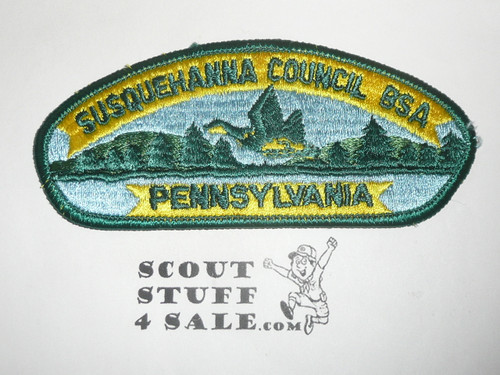 SUSQUEHANNA COUNCIL BSA
PENNSYLVANIA
SCOUT
STUFF
4 SALE.COM